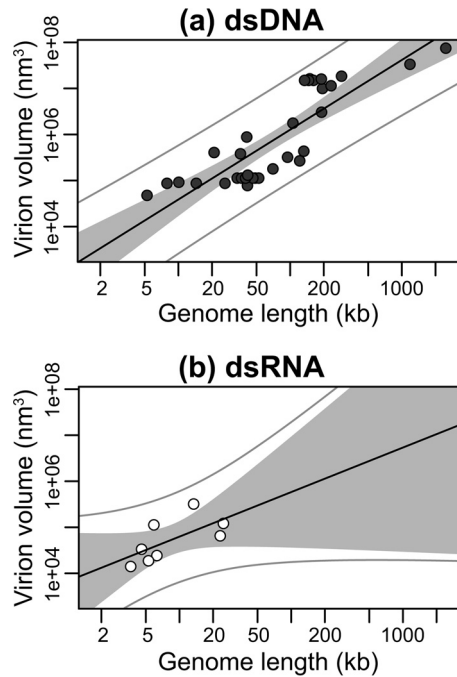 (a) dsDNA
Virion volume (nm³)
1e+08
1e+06
1e+04
2 5 10 20 50 200 1000
Genome length (kb)
(b) dsRNA
Virion volume (nm³)
1e+08
1e+06
1e+04
2 5 20 50 200 1000
Genome length (kb)